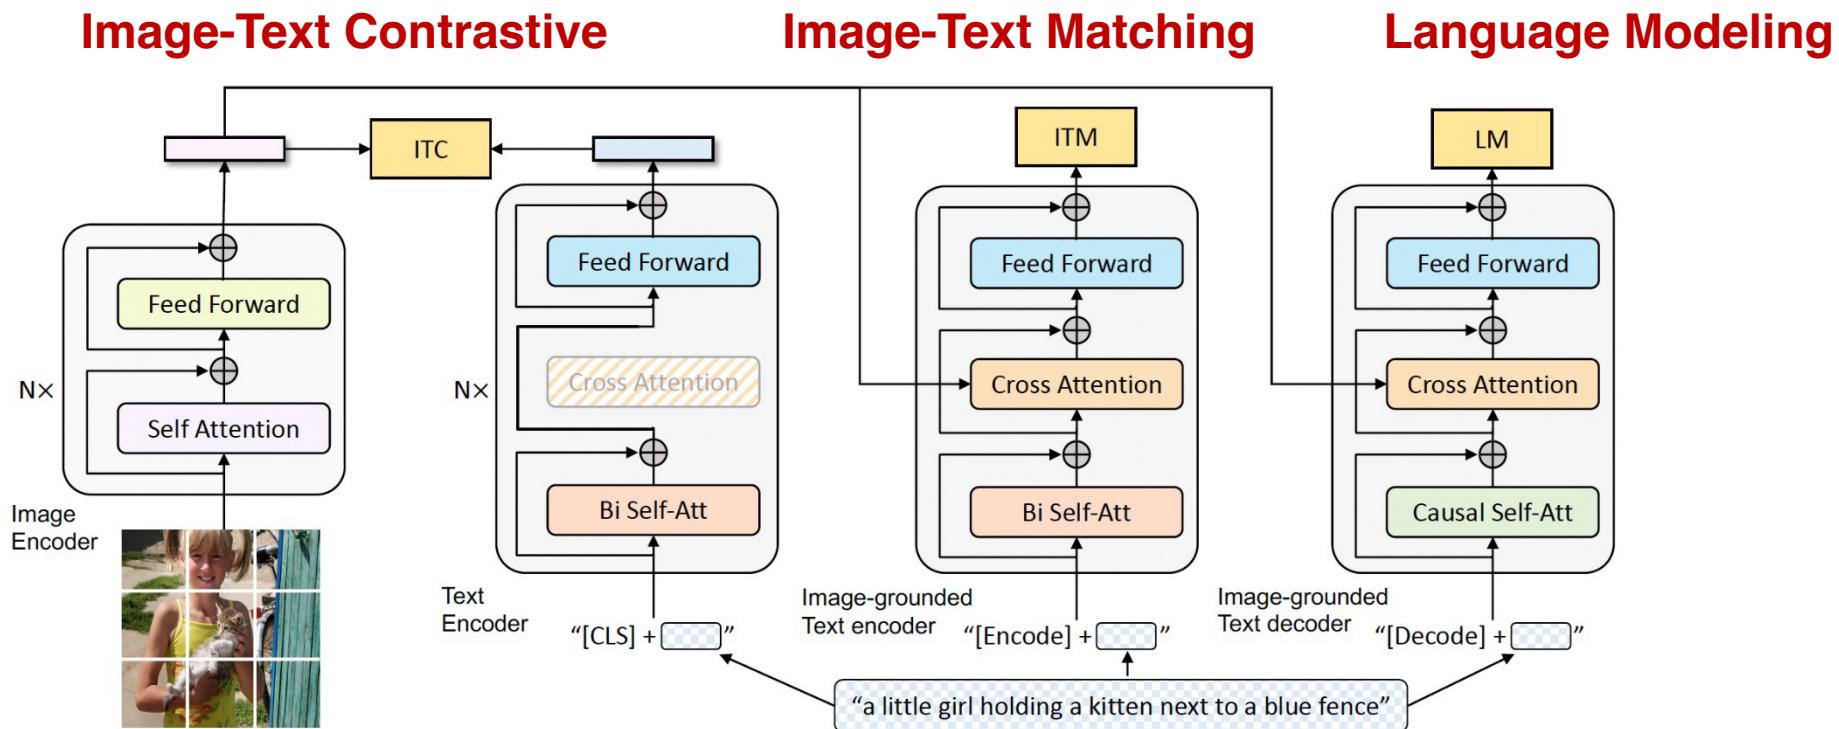 Image-Text Contrastive
Image-Text Matching
Language Modeling
ITC
ITM
LM
Feed Forward
Self Attention
N×
Image
Encoder
Feed Forward
Cross Attention
Bi Self-Att
N×
Text
Encoder
“[CLS] + ”
Feed Forward
Cross Attention
Bi Self-Att
Image-grounded
Text encoder
“[Encode] + ”
Feed Forward
Cross Attention
Causal Self-Att
Image-grounded
Text decoder
“[Decode] + ”
“a little girl holding a kitten next to a blue fence”